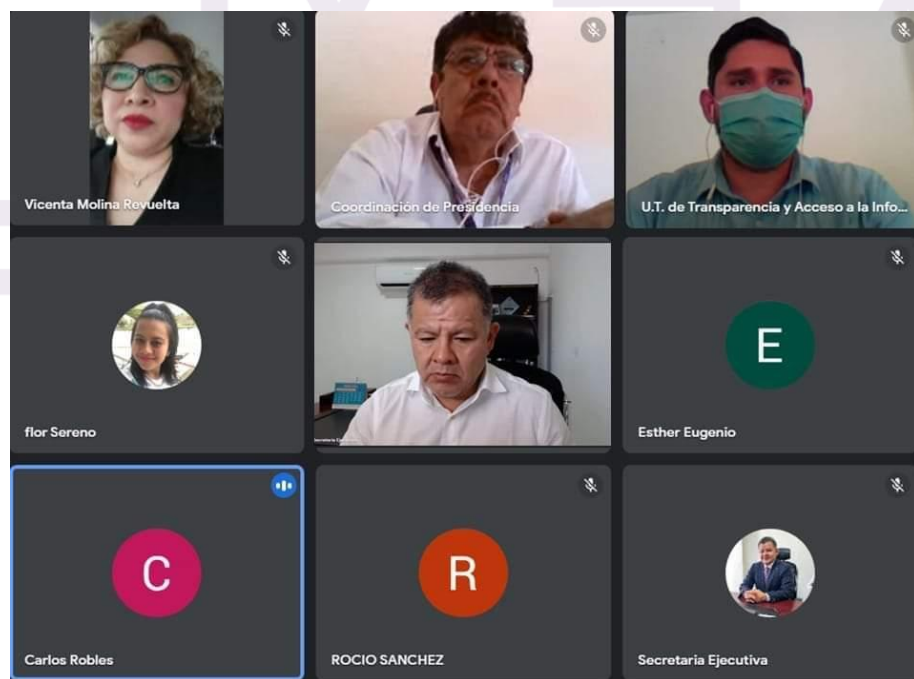 Vicenta Molina Revuelta
Coordinación de Presidencia
U.T. de Transparencia y Acceso a la Info...
flor Sereno
E
Esther Eugenio
C
Carlos Robles
R
ROCIO SANCHEZ
Secretaria Ejecutiva